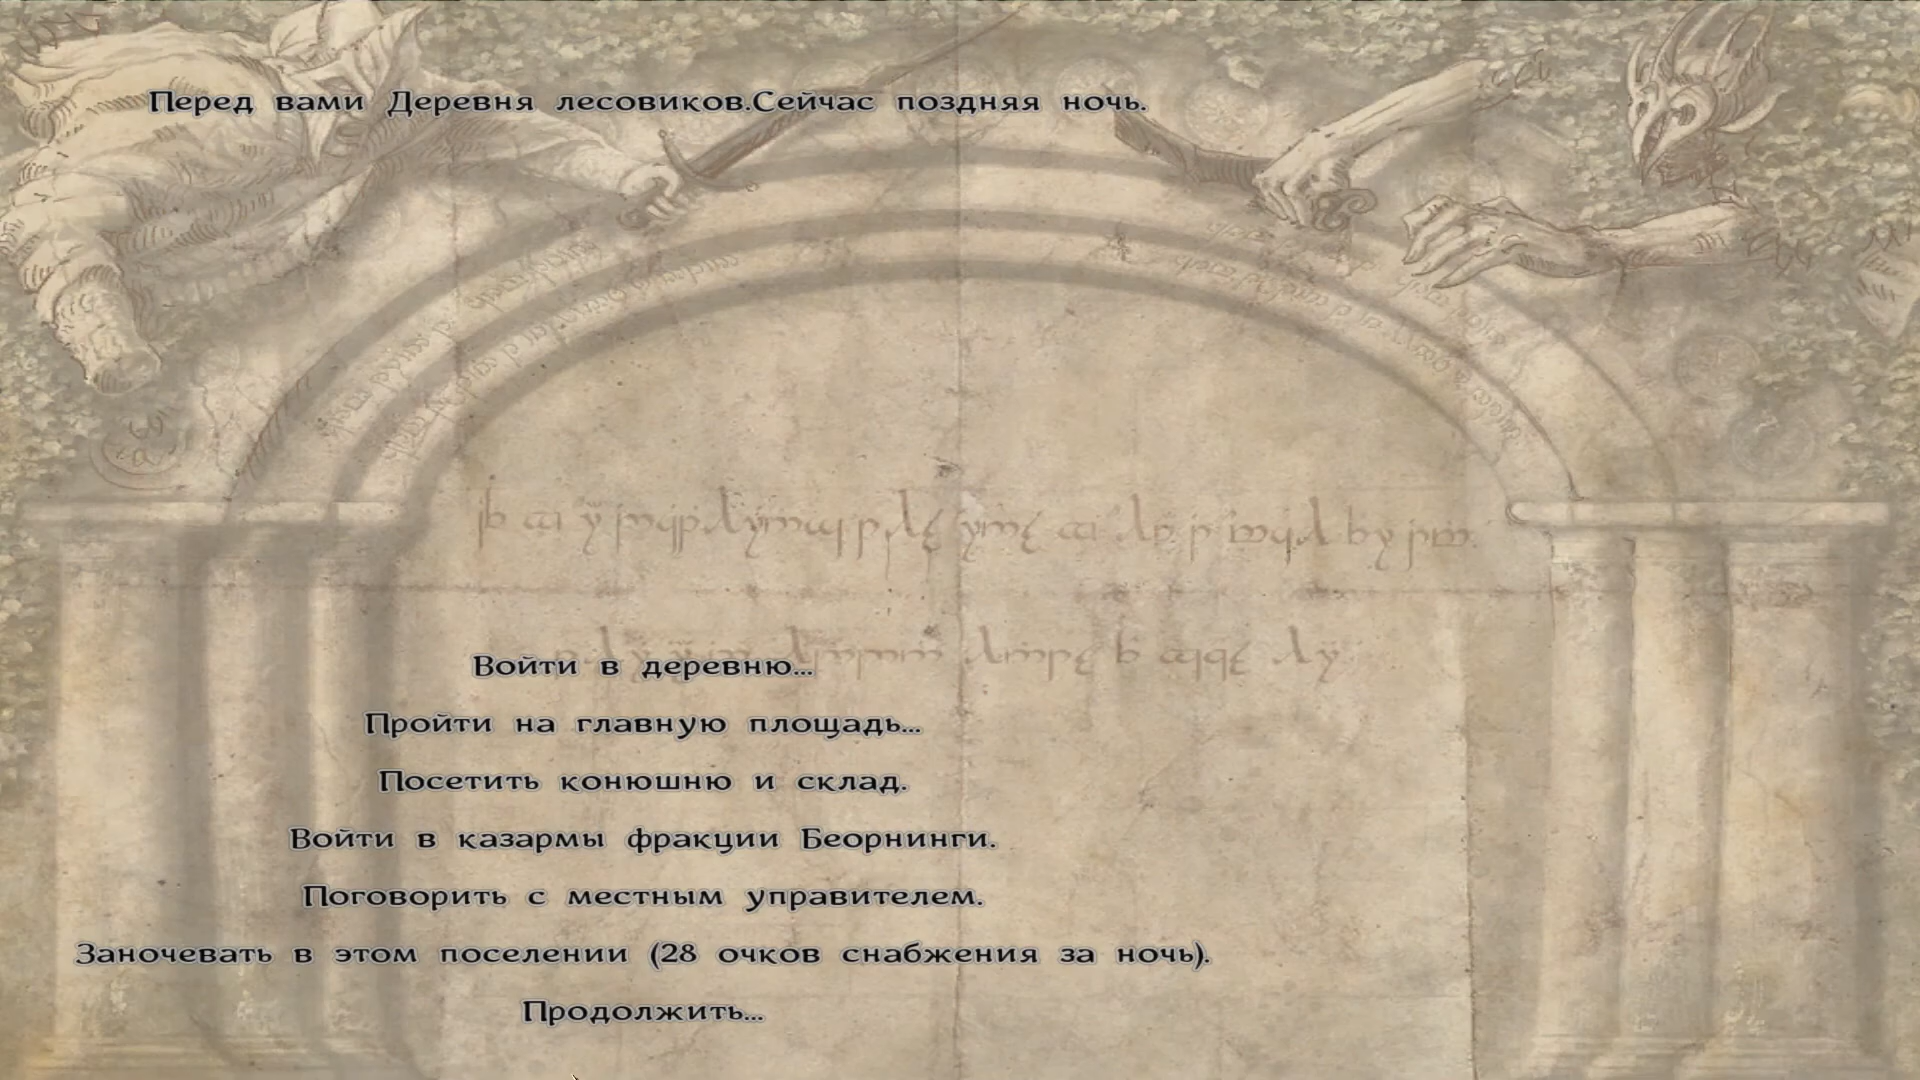 Перед вами Деревня лесовиков.Сейчас поздняя ночь.
Войти в деревню...
Пройти на главную площадь...
Посетить конюшню и склад.
Войти в казармы фракции Беорнинги.
Поговорить с местным управителем.
Заночевать в этом поселении (28 очков снабжения за ночь).
Продолжить...